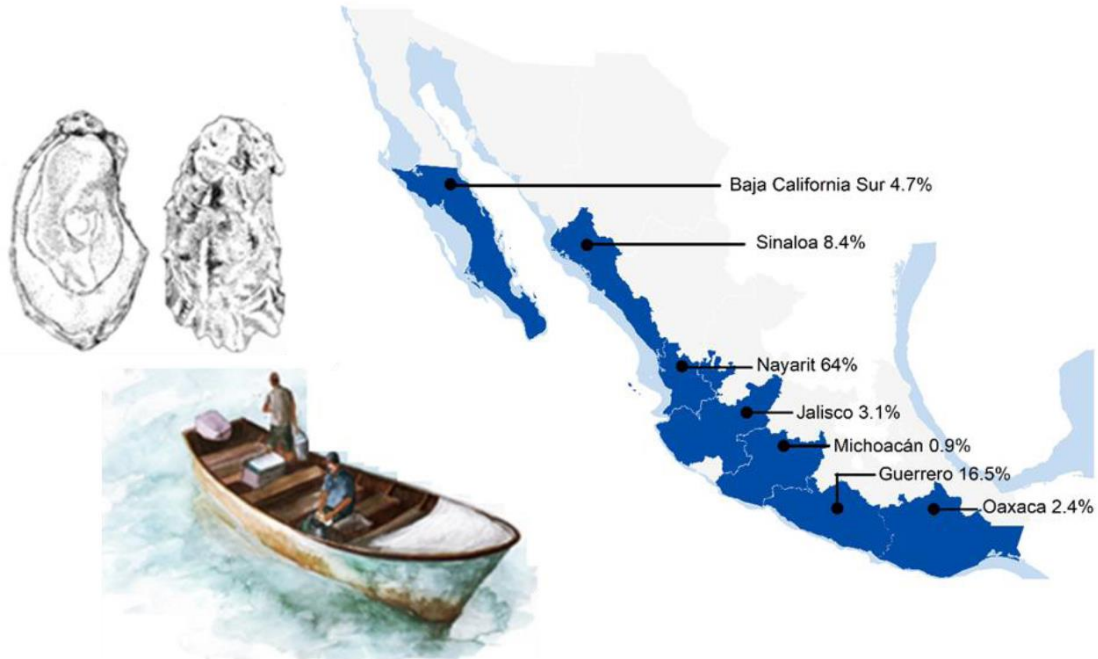 Baja California Sur 4.7%
Sinaloa 8.4%
Nayarit 64%
Jalisco 3.1%
Michoacán 0.9%
Guerrero 16.5%
Oaxaca 2.4%